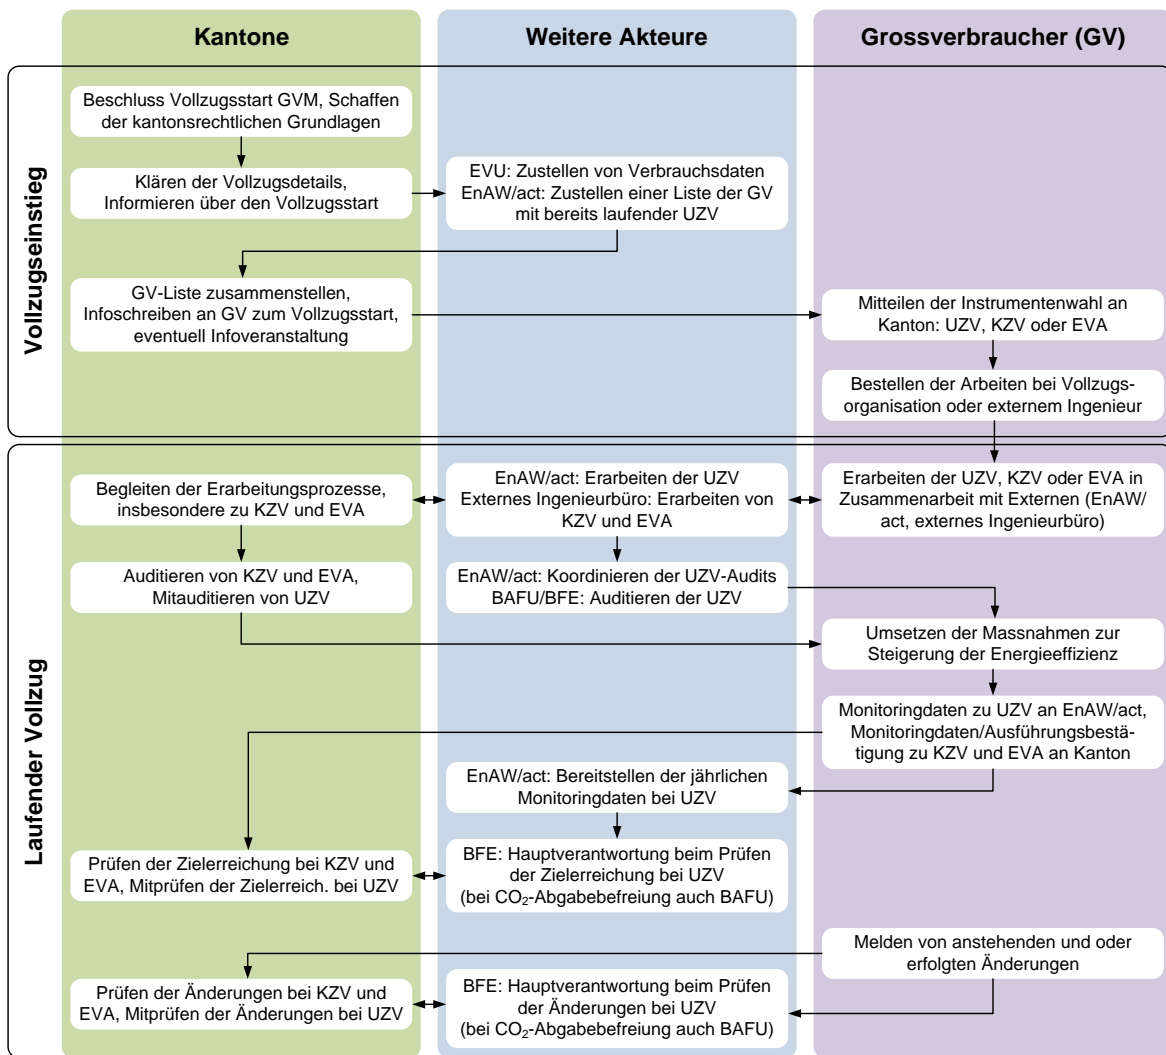 Kantone
Weitere Akteure
Grossverbraucher (GV)
Vollzugseinstieg
Beschluss Vollzugsstart GVM, Schaffen
der kantonsrechtlichen Grundlagen
Klären der Vollzugsdetails,
Informieren über den Vollzugsstart
EVU: Zustellen von Verbrauchsdaten
EnAW/act: Zustellen einer Liste der GV
mit bereits laufender UZV
GV-Liste zusammenstellen,
Infoschreiben an GV zum Vollzugsstart,
eventuell Infoveranstaltung
Mitteilen der Instrumentenwahl an
Kanton: UZV, KZV oder EVA
Bestellen der Arbeiten bei Vollzugs-
organisation oder externem Ingenieur
Laufender Vollzug
Begleiten der Erarbeitungsprozesse,
insbesondere zu KZV und EVA
EnAW/act: Erarbeiten der UZV
Externes Ingenieurbüro: Erarbeiten von
KZV und EVA
Erarbeiten der UZV, KZV oder EVA in
Zusammenarbeit mit Externen (EnAW/
act, externes Ingenieurbüro)
Auditieren von KZV und EVA,
Mitauditieren von UZV
EnAW/act: Koordinieren der UZV-Audits
BAFU/BFE: Auditieren der UZV
Umsetzen der Massnahmen zur
Steigerung der Energieeffizienz
Monitoringdaten zu UZV an EnAW/act,
Monitoringdaten/Ausführungsbestä-
tigung zu KZV und EVA an Kanton
EnAW/act: Bereitstellen der jährlichen
Monitoringdaten bei UZV
Prüfen der Zielerreichung bei KZV und
EVA, Mitprüfen der Zielerreich. bei UZV
BFE: Hauptverantwortung beim Prüfen
der Zielerreichung bei UZV
(bei CO₂-Abgabebefreiung auch BAFU)
Melden von anstehenden und oder
erfolgten Änderungen
Prüfen der Änderungen bei KZV und
EVA, Mitprüfen der Änderungen bei UZV
BFE: Hauptverantwortung beim Prüfen
der Änderungen bei UZV
(bei CO₂-Abgabebefreiung auch BAFU)